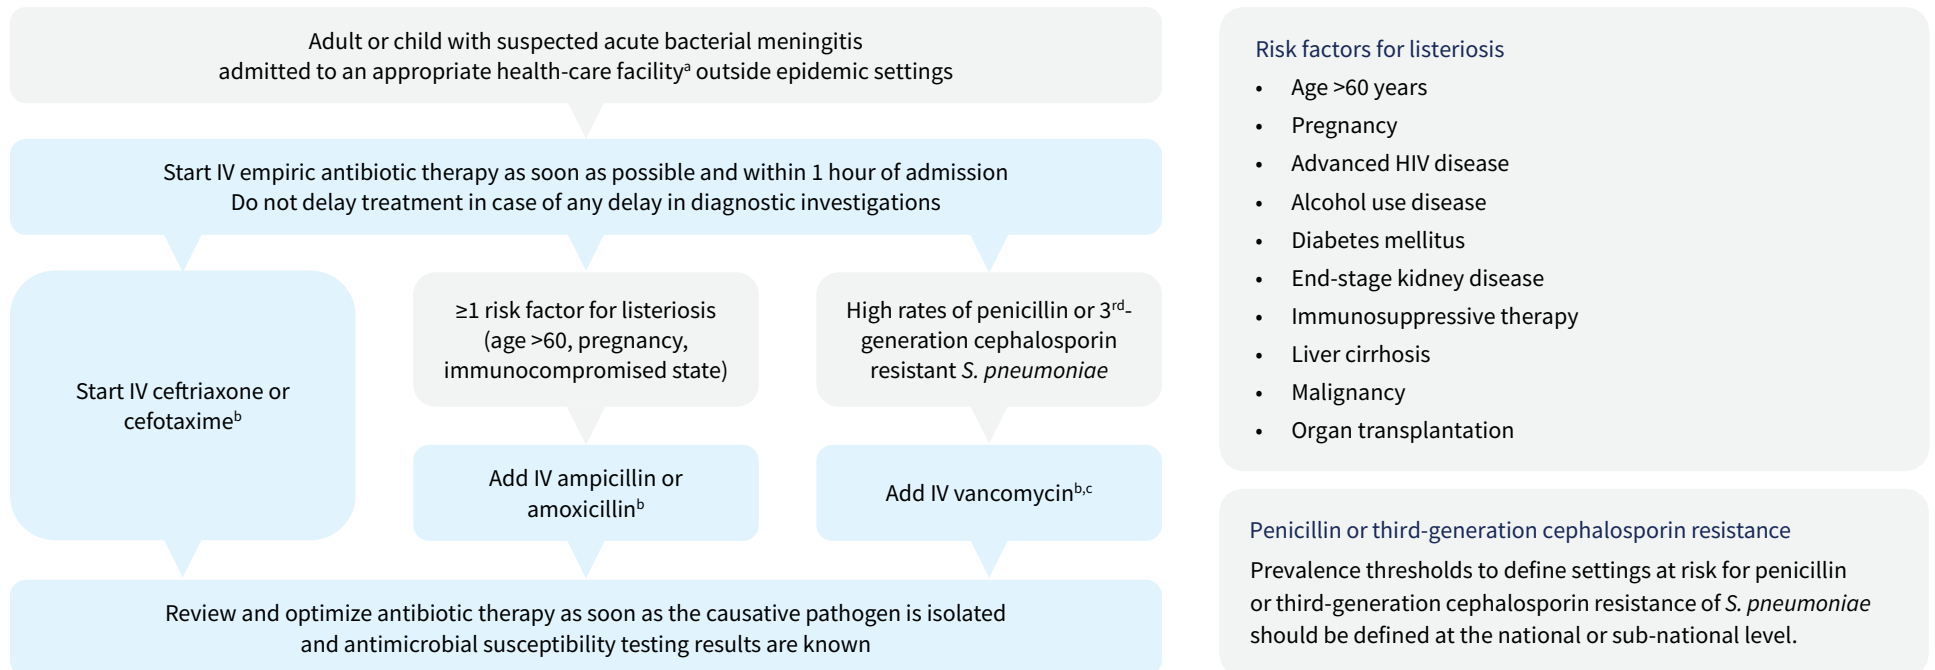 Adult or child with suspected acute bacterial meningitis
admitted to an appropriate health-care facilityᵃ outside epidemic settings
Start IV empiric antibiotic therapy as soon as possible and within 1 hour of admission
Do not delay treatment in case of any delay in diagnostic investigations
Start IV ceftriaxone or
cefotaximeᵇ
≥1 risk factor for listeriosis
(age >60, pregnancy,
immunocompromised state)
Add IV ampicillin or
amoxicillinᵇ
High rates of penicillin or 3ʳᵈ-
generation cephalosporin
resistant S. pneumoniae
Add IV vancomycinᵇ,ᶜ
Review and optimize antibiotic therapy as soon as the causative pathogen is isolated
and antimicrobial susceptibility testing results are known
Risk factors for listeriosis
• Age >60 years
• Pregnancy
• Advanced HIV disease
• Alcohol use disease
• Diabetes mellitus
• End-stage kidney disease
• Immunosuppressive therapy
• Liver cirrhosis
• Malignancy
• Organ transplantation
Penicillin or third-generation cephalosporin resistance
Prevalence thresholds to define settings at risk for penicillin
or third-generation cephalosporin resistance of S. pneumoniae
should be defined at the national or sub-national level.